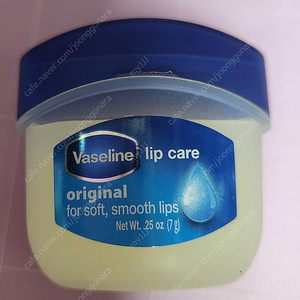 Vaseline lip care
original
for soft, smooth lips
Net Wt. .25 oz (7g)